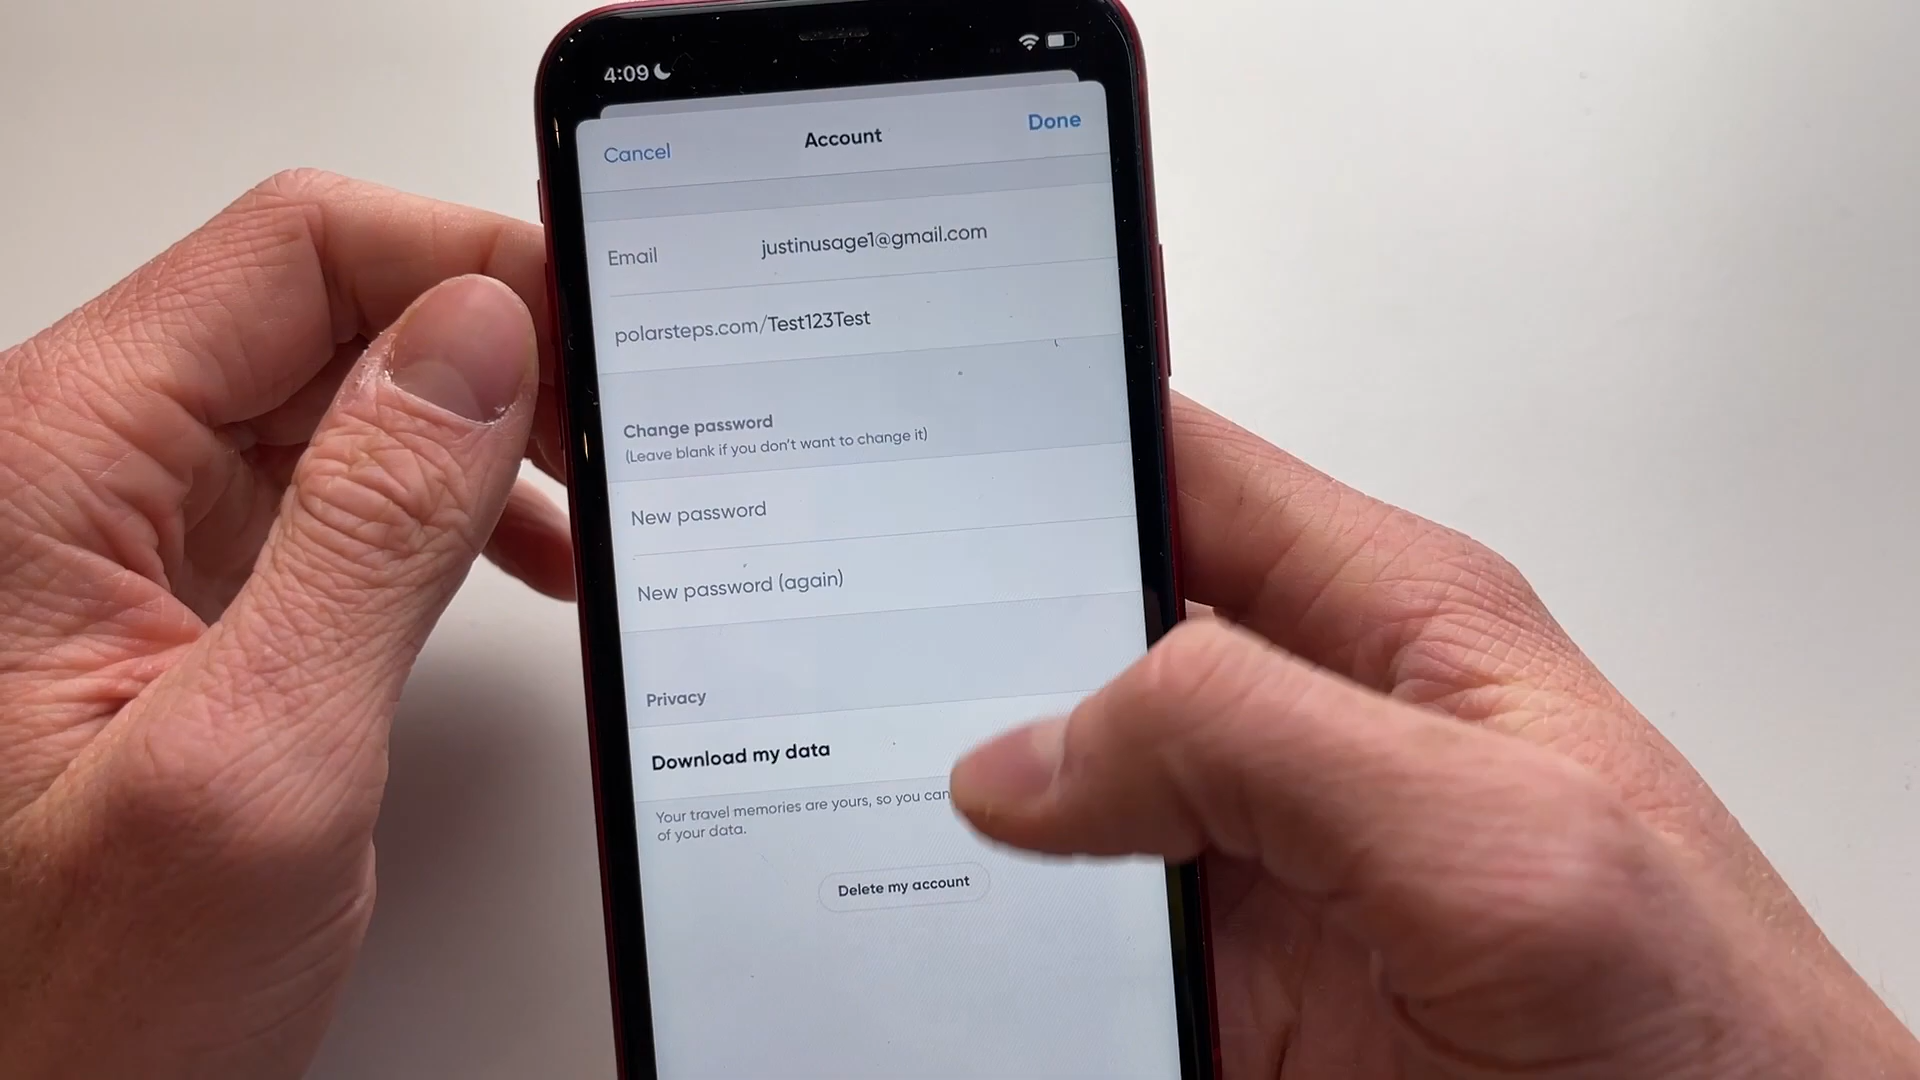 4:09
Cancel
Account
Done
Email
justinusage1@gmail.com
polarsteps.com/Test123Test
Change password
(Leave blank if you don't want to change it)
New password
New password (again)
Privacy
Download my data
Your travel memories are yours, so you can
of your data.
Delete my account